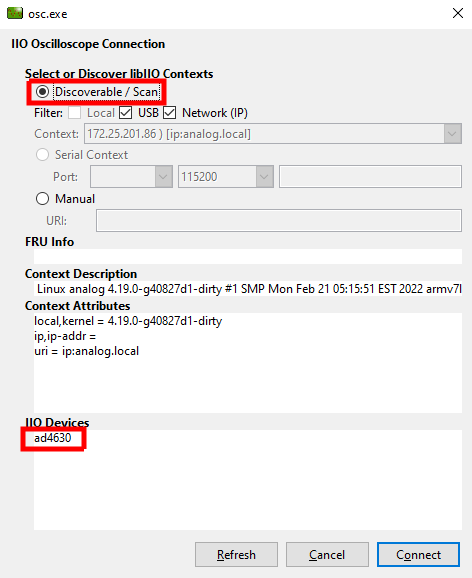 osc.exe
IIO Oscilloscope Connection
Select or Discover libIIO Contexts
Discoverable / Scan
Filter: Local USB Network (IP)
Context: 172.25.201.86 ) [ip:analog.local]
Serial Context
Port: 115200
Manual
URI:
FRU Info
Context Description
Linux analog 4.19.0-g40827d1-dirty #1 SMP Mon Feb 21 05:15:51 EST 2022 armv7l
Context Attributes
local,kernel = 4.19.0-g40827d1-dirty
ip,ip-addr =
uri = ip:analog.local
IIO Devices
ad4630
Refresh Cancel Connect